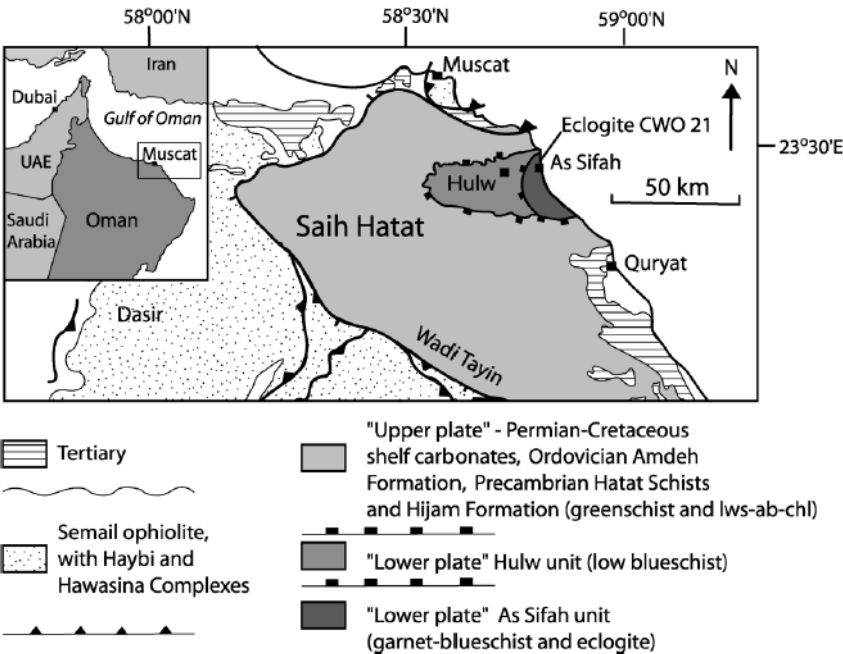 58°00'N
58°30'N
59°00'N
Iran
Dubai
Gulf of Oman
UAE
Muscat
Saudi
Arabia
Oman
Muscat
N
Eclogite CWO 21
23°30'E
As Sifah
Hulw
50 km
Saih Hatat
Quryat
Dasir
Wadi Tayin
Tertiary
Semail ophiolite,
with Haybi and
Hawasina Complexes
"Upper plate" - Permian-Cretaceous
shelf carbonates, Ordovician Amdeh
Formation, Precambrian Hatat Schists
and Hijam Formation (greenschist and lws-ab-chl)
"Lower plate" Hulw unit (low blueschist)
"Lower plate" As Sifah unit
(garnet-blueschist and eclogite)